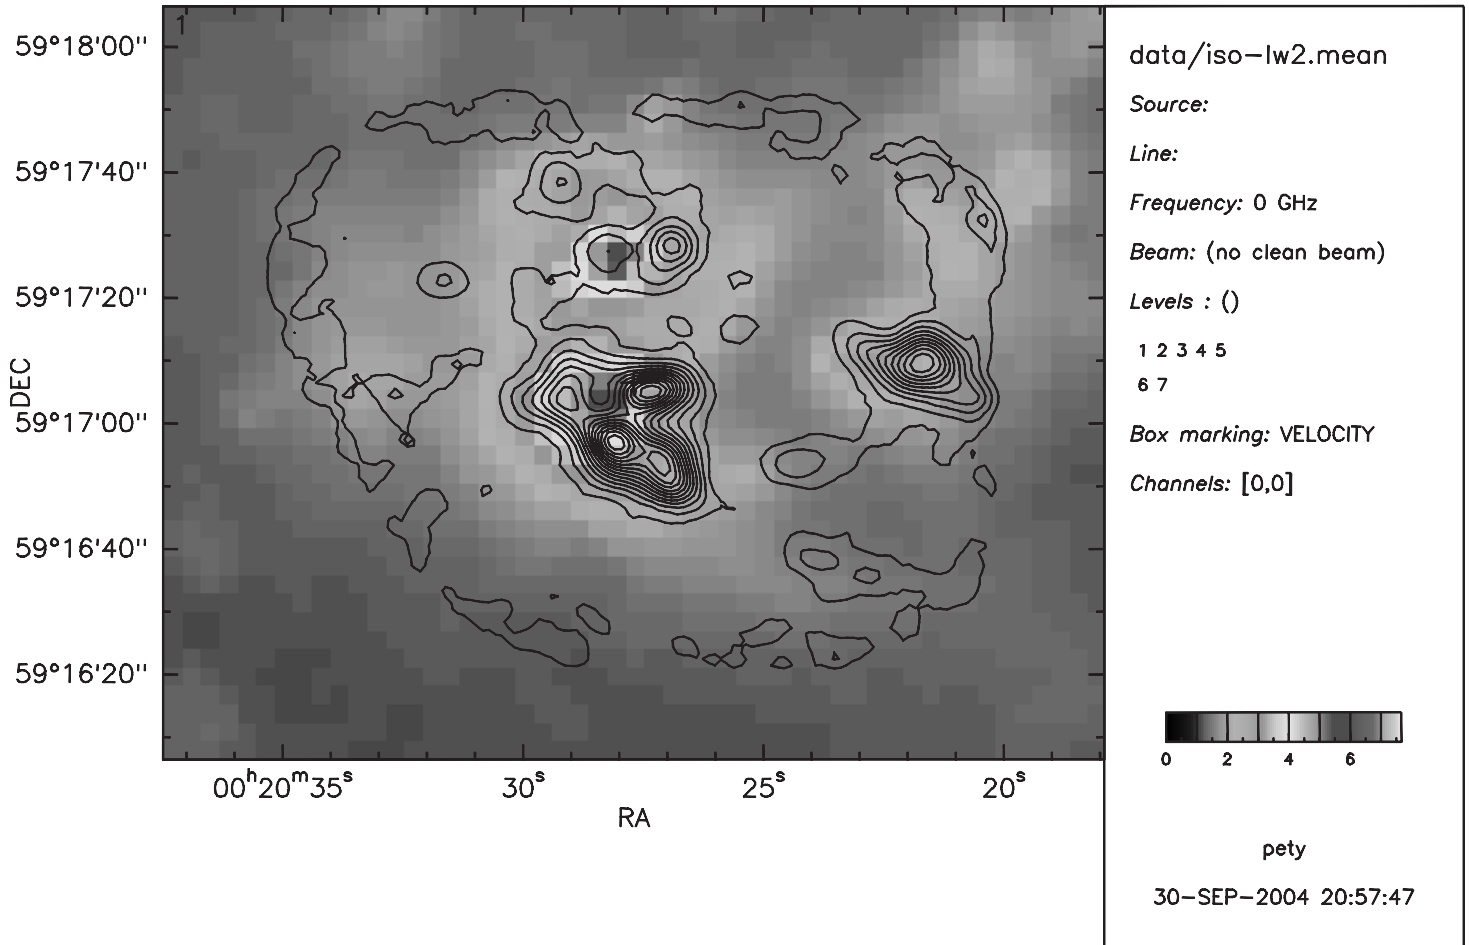 1
59°18'00"
59°17'40"
59°17'20"
59°17'00"
59°16'40"
59°16'20"
DEC
00h20m35s
30s
25s
20s
RA
data/iso-lw2.mean
Source:
Line:
Frequency: 0 GHz
Beam: (no clean beam)
Levels : ()
1 2 3 4 5
6 7
Box marking: VELOCITY
Channels: [0,0]
0 2 4 6
pety
30-SEP-2004 20:57:47